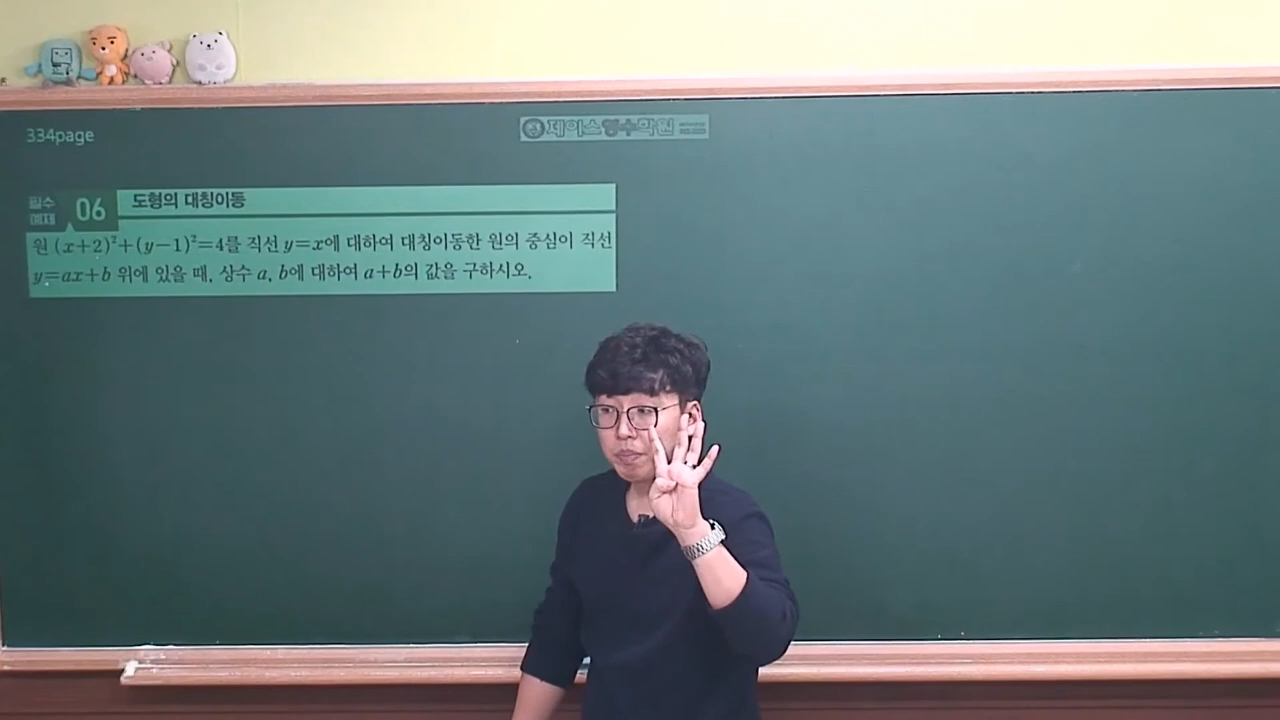 334page
제이스영수학원
필수 예제 06 도형의 대칭이동
원 (x+2)²+(y−1)²=4를 직선 y=x에 대하여 대칭이동한 원의 중심이 직선
y=ax+b 위에 있을 때, 상수 a, b에 대하여 a+b의 값을 구하시오.